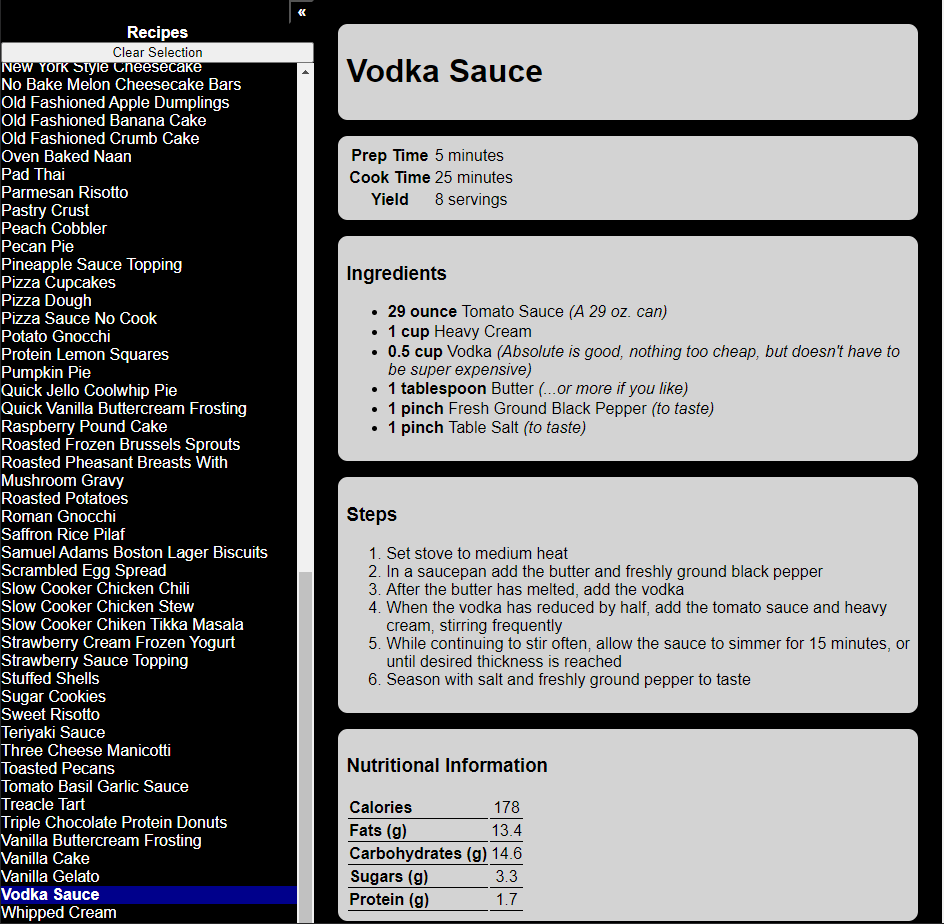 «
Recipes
Clear Selection
New York Style Cheesecake
No Bake Melon Cheesecake Bars
Old Fashioned Apple Dumplings
Old Fashioned Banana Cake
Old Fashioned Crumb Cake
Oven Baked Naan
Pad Thai
Parmesan Risotto
Pastry Crust
Peach Cobbler
Pecan Pie
Pineapple Sauce Topping
Pizza Cupcakes
Pizza Dough
Pizza Sauce No Cook
Potato Gnocchi
Protein Lemon Squares
Pumpkin Pie
Quick Jello Coolwhip Pie
Quick Vanilla Buttercream Frosting
Raspberry Pound Cake
Roasted Frozen Brussels Sprouts
Roasted Pheasant Breasts With
Mushroom Gravy
Roasted Potatoes
Roman Gnocchi
Saffron Rice Pilaf
Samuel Adams Boston Lager Biscuits
Scrambled Egg Spread
Slow Cooker Chicken Chili
Slow Cooker Chicken Stew
Slow Cooker Chiken Tikka Masala
Strawberry Cream Frozen Yogurt
Strawberry Sauce Topping
Stuffed Shells
Sugar Cookies
Sweet Risotto
Teriyaki Sauce
Three Cheese Manicotti
Toasted Pecans
Tomato Basil Garlic Sauce
Treacle Tart
Triple Chocolate Protein Donuts
Vanilla Buttercream Frosting
Vanilla Cake
Vanilla Gelato
Vodka Sauce
Whipped Cream
Vodka Sauce
Prep Time 5 minutes
Cook Time 25 minutes
Yield 8 servings
Ingredients
• 29 ounce Tomato Sauce (A 29 oz. can)
• 1 cup Heavy Cream
• 0.5 cup Vodka (Absolute is good, nothing too cheap, but doesn't have to
be super expensive)
• 1 tablespoon Butter (...or more if you like)
• 1 pinch Fresh Ground Black Pepper (to taste)
• 1 pinch Table Salt (to taste)
Steps
1. Set stove to medium heat
2. In a saucepan add the butter and freshly ground black pepper
3. After the butter has melted, add the vodka
4. When the vodka has reduced by half, add the tomato sauce and heavy
cream, stirring frequently
5. While continuing to stir often, allow the sauce to simmer for 15 minutes, or
until desired thickness is reached
6. Season with salt and freshly ground pepper to taste
Nutritional Information
Calories 178
Fats (g) 13.4
Carbohydrates (g) 14.6
Sugars (g) 3.3
Protein (g) 1.7